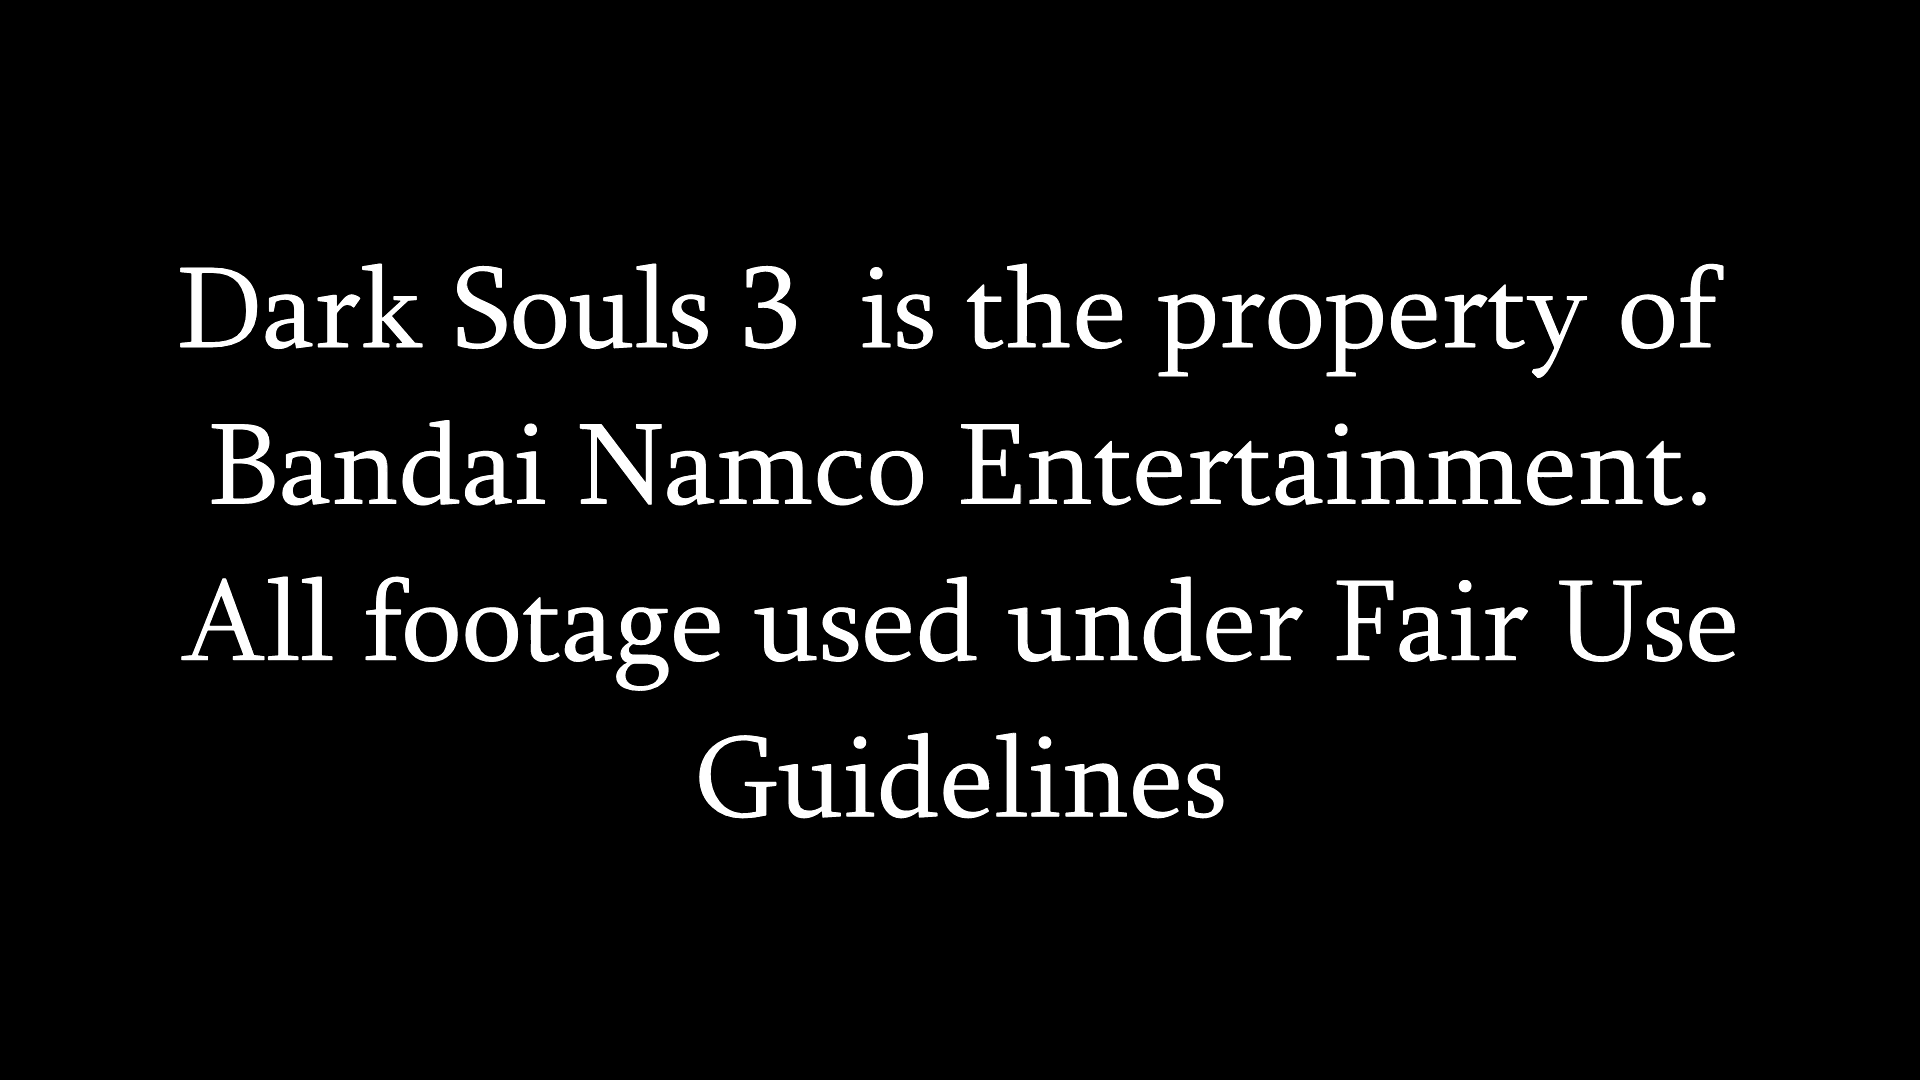 Dark Souls 3  is the property of
Bandai Namco Entertainment.
All footage used under Fair Use
Guidelines